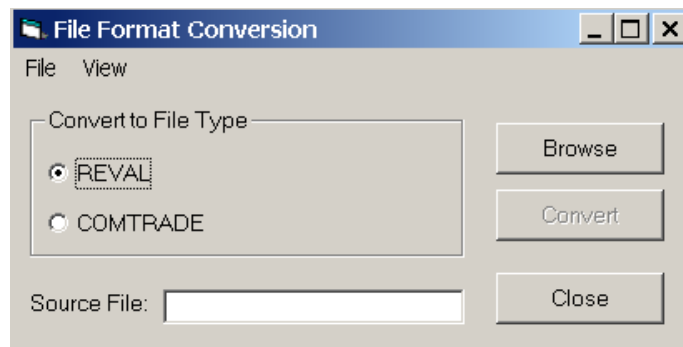 File Format Conversion
File View
Convert to File Type
REVAL
COMTRADE
Browse
Convert
Source File:
Close